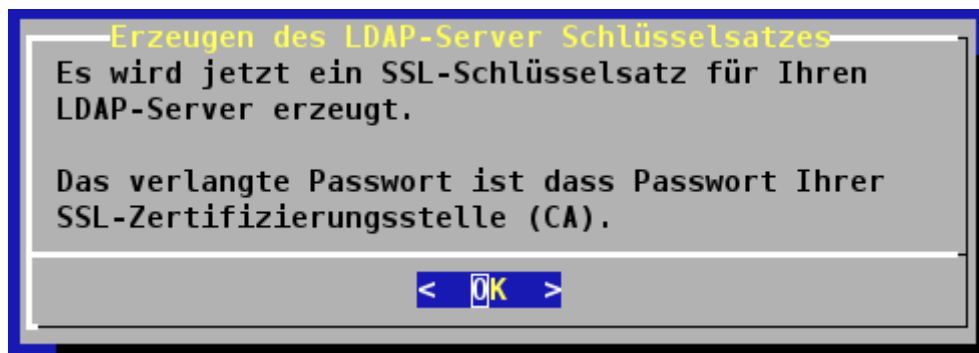 Erzeugen des LDAP-Server Schlüsselsatzes
Es wird jetzt ein SSL-Schlüsselsatz für Ihren
LDAP-Server erzeugt.
Das verlangte Passwort ist dass Passwort Ihrer
SSL-Zertifizierungsstelle (CA).
< OK >